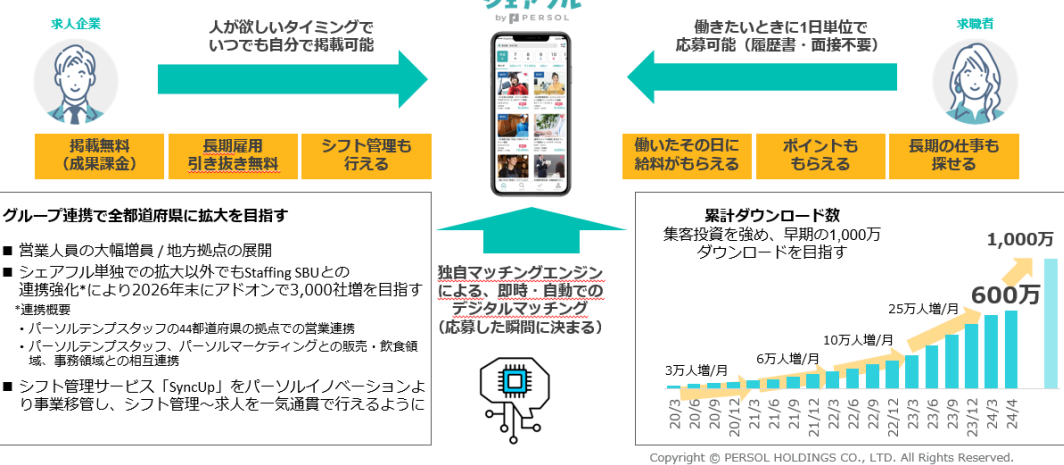 シェアフル
by PERSOL
求人企業
人が欲しいタイミングで
いつでも自分で掲載可能
働きたいときに1日単位で
応募可能（履歴書・面接不要）
求職者
掲載無料
（成果課金）
長期雇用
引き抜き無料
シフト管理も
行える
働いたその日に
給料がもらえる
ポイントも
もらえる
長期の仕事も
探せる
グループ連携で全都道府県に拡大を目指す
■ 営業人員の大幅増員 / 地方拠点の展開
■ シェアフル単独での拡大以外でもStaffing SBUとの
連携強化*により2026年末にアドオンで3,000社増を目指す
*連携概要
・パーソルテンプスタッフの44都道府県の拠点での営業連携
・パーソルテンプスタッフ、パーソルマーケティングとの販売・飲食領
域、事務領域との相互連携
■ シフト管理サービス「SyncUp」をパーソルイノベーションよ
り事業移管し、シフト管理～求人を一気通貫で行えるように
独自マッチングエンジン
による、即時・自動での
デジタルマッチング
（応募した瞬間に決まる）
累計ダウンロード数
集客投資を強め、早期の1,000万
ダウンロードを目指す
1,000万
600万
25万人増/月
10万人増/月
6万人増/月
3万人増/月
20/3
20/6
20/9
20/12
21/3
21/6
21/9
21/12
22/3
22/6
22/9
22/12
23/3
23/6
23/9
23/12
24/3
24/4
Copyright © PERSOL HOLDINGS CO., LTD. All Rights Reserved.